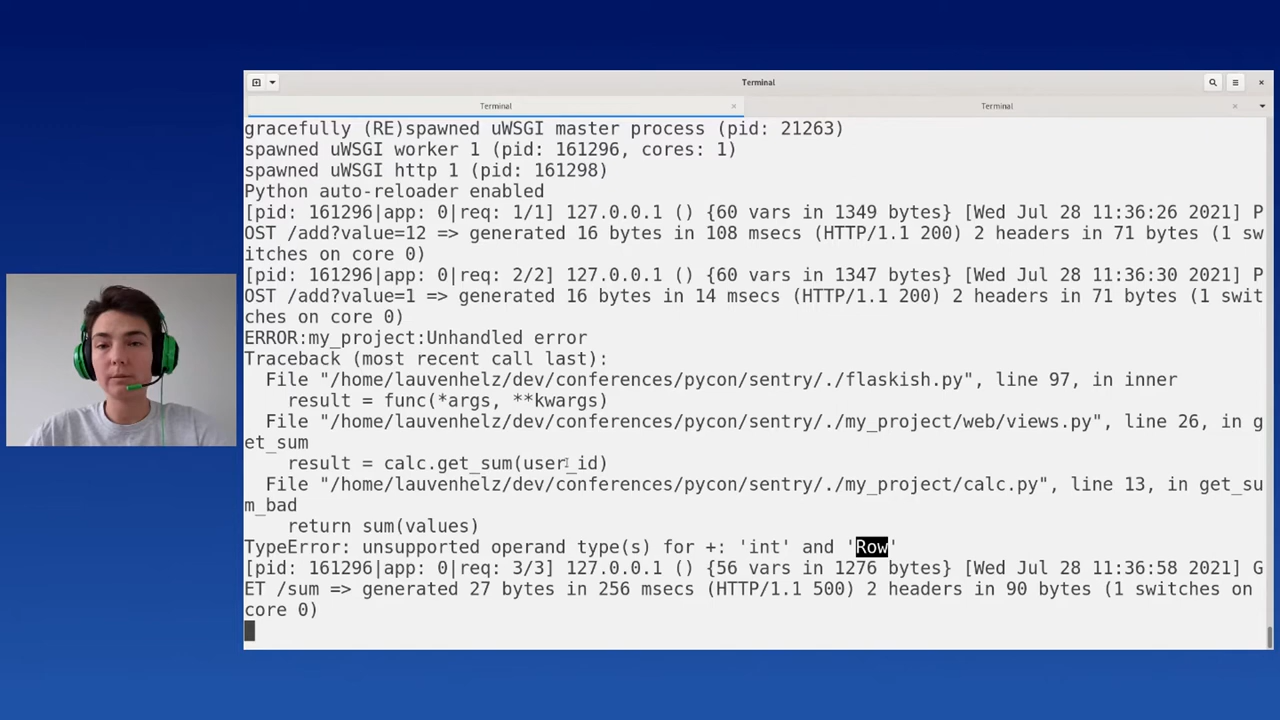 Terminal
Terminal
Terminal
gracefully (RE)spawned uWSGI master process (pid: 21263)
spawned uWSGI worker 1 (pid: 161296, cores: 1)
spawned uWSGI http 1 (pid: 161298)
Python auto-reloader enabled
[pid: 161296|app: 0|req: 1/1] 127.0.0.1 () {60 vars in 1349 bytes} [Wed Jul 28 11:36:26 2021] P
OST /add?value=12 => generated 16 bytes in 108 msecs (HTTP/1.1 200) 2 headers in 71 bytes (1 sw
itches on core 0)
[pid: 161296|app: 0|req: 2/2] 127.0.0.1 () {60 vars in 1347 bytes} [Wed Jul 28 11:36:30 2021] P
OST /add?value=1 => generated 16 bytes in 14 msecs (HTTP/1.1 200) 2 headers in 71 bytes (1 swit
ches on core 0)
ERROR:my_project:Unhandled error
Traceback (most recent call last):
  File "/home/lauvenhelz/dev/conferences/pycon/sentry/./flaskish.py", line 97, in inner
    result = func(*args, **kwargs)
  File "/home/lauvenhelz/dev/conferences/pycon/sentry/./my_project/web/views.py", line 26, in g
et_sum
    result = calc.get_sum(user_id)
  File "/home/lauvenhelz/dev/conferences/pycon/sentry/./my_project/calc.py", line 13, in get_su
m_bad
    return sum(values)
TypeError: unsupported operand type(s) for +: 'int' and 'Row'
[pid: 161296|app: 0|req: 3/3] 127.0.0.1 () {56 vars in 1276 bytes} [Wed Jul 28 11:36:58 2021] G
ET /sum => generated 27 bytes in 256 msecs (HTTP/1.1 500) 2 headers in 90 bytes (1 switches on
core 0)